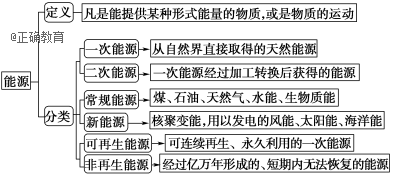 定义
凡是能提供某种形式能量的物质,或是物质的运动
@正确教育
能源
分类
一次能源
从自然界直接取得的天然能源
二次能源
一次能源经过加工转换后获得的能源
常规能源
煤、石油、天然气、水能、生物质能
新能源
核聚变能,用以发电的风能、太阳能、海洋能
可再生能源
可连续再生、永久利用的一次能源
非再生能源
经过亿万年形成的、短期内无法恢复的能源